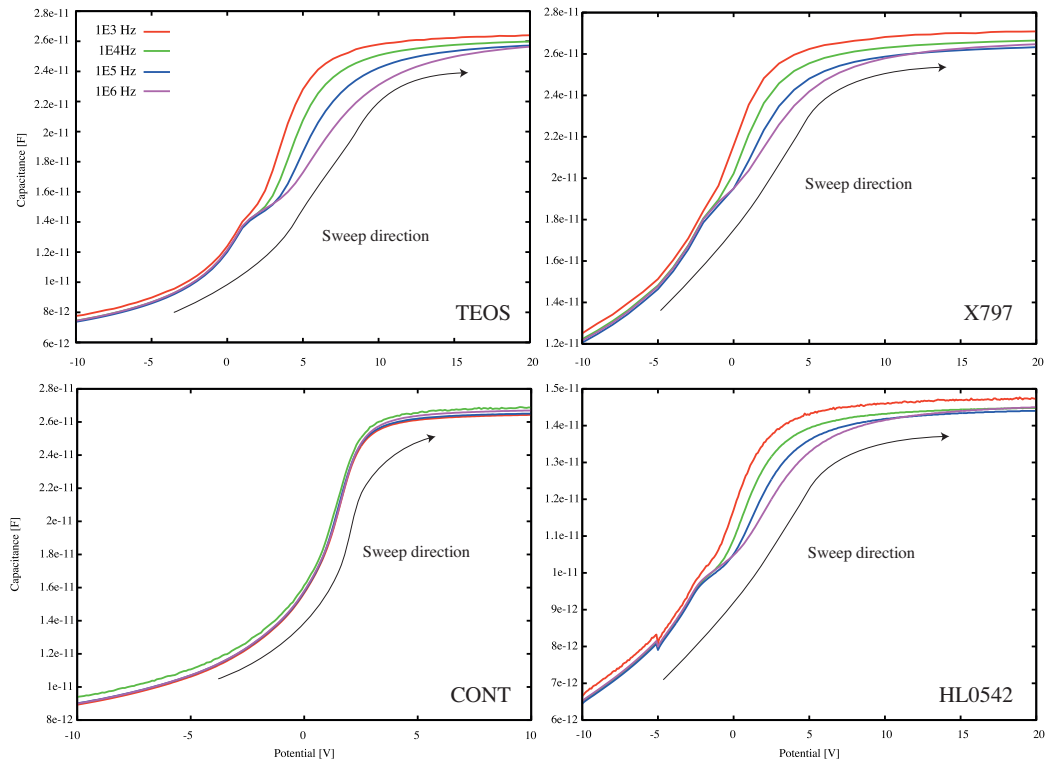 2.8e-11
2.6e-11
2.4e-11
2.2e-11
2e-11
1.8e-11
1.6e-11
1.4e-11
1.2e-11
1e-11
8e-12
6e-12
Capacitance [F]
1E3 Hz
1E4Hz
1E5 Hz
1E6 Hz
Sweep direction
TEOS
-10 -5 0 5 10 15 20
2.8e-11
2.6e-11
2.4e-11
2.2e-11
2e-11
1.8e-11
1.6e-11
1.4e-11
1.2e-11
Sweep direction
X797
-10 -5 0 5 10 15 20
2.8e-11
2.6e-11
2.4e-11
2.2e-11
2e-11
1.8e-11
1.6e-11
1.4e-11
1.2e-11
1e-11
8e-12
Capacitance [F]
Sweep direction
CONT
-10 -5 0 5 10
Potential [V]
1.5e-11
1.4e-11
1.3e-11
1.2e-11
1.1e-11
1e-11
9e-12
8e-12
7e-12
6e-12
Sweep direction
HL0542
-10 -5 0 5 10 15 20
Potential [V]